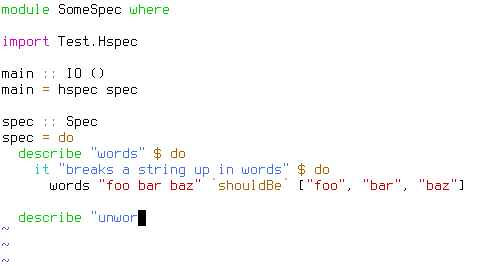 module SomeSpec where
import Test.Hspec
main :: IO ()
main = hspec spec
spec :: Spec
spec = do
  describe "words" $ do
    it "breaks a string up in words" $ do
      words "foo bar baz" `shouldBe` ["foo", "bar", "baz"]
  describe "unwor
~
~
~